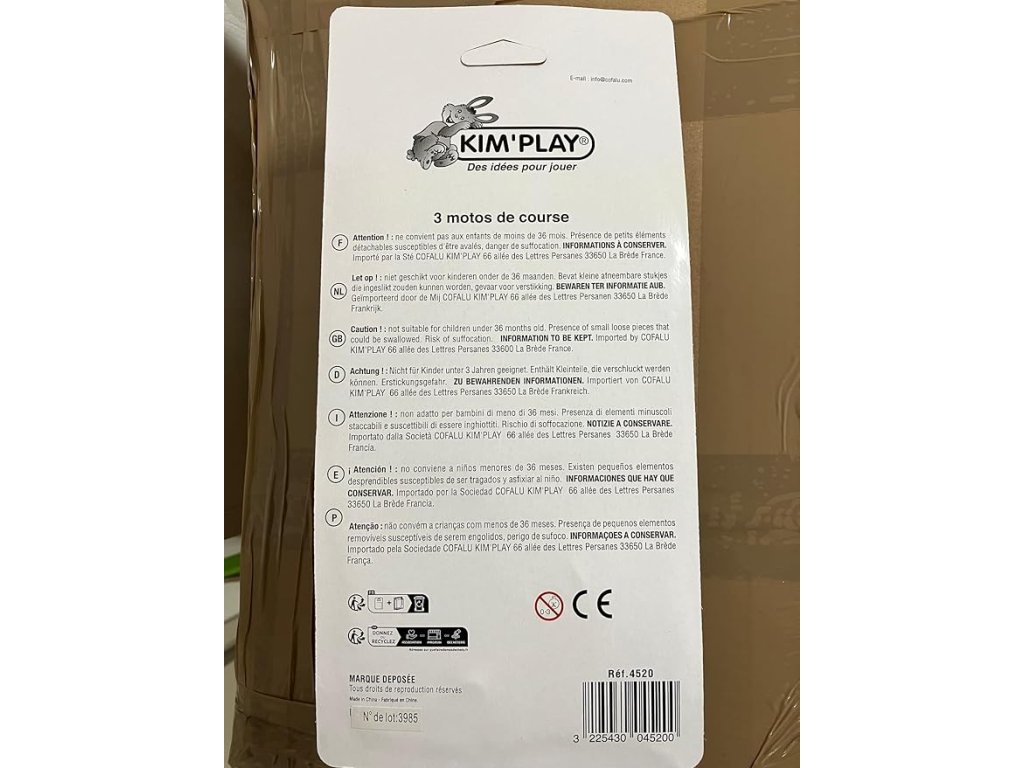 E-mail : info@cofalu.com
KIM'PLAY®
Des idées pour jouer
3 motos de course
F
Attention ! : ne convient pas aux enfants de moins de 36 mois. Présence de petits éléments
détachables susceptibles d'être avalés, danger de suffocation. INFORMATIONS À CONSERVER.
Importé par la Sté COFALU KIM'PLAY 66 allée des Lettres Persanes 33650 La Brède France.
NL
Let op ! : niet geschikt voor kinderen onder de 36 maanden. Bevat kleine afneembare stukjes
die ingeslikt zouden kunnen worden, gevaar voor verstikking. BEWAREN TER INFORMATIE AUB.
Geïmporteerd door de Mij COFALU KIM'PLAY 66 allée des Lettres Persanen 33650 La Brède
Frankrijk.
GB
Caution ! : not suitable for children under 36 months old. Presence of small loose pieces that
could be swallowed. Risk of suffocation. INFORMATION TO BE KEPT. Imported by COFALU
KIM'PLAY 66 allée des Lettres Persanes 33600 La Brède France.
D
Achtung ! : Nicht für Kinder unter 3 Jahren geeignet. Enthält Kleinteile, die verschluckt werden
können. Erstickungsgefahr. ZU BEWAHRENDEN INFORMATIONEN. Importiert von COFALU
KIM'PLAY 66 allée des Lettres Persanes 33650 La Brède Frankreich.
I
Attenzione ! : non adatto per bambini di meno di 36 mesi. Presenza di elementi minuscoli
staccabili e suscettibili di essere inghiottiti. Rischio di soffocazione. NOTIZIE A CONSERVARE.
Importato dalla Società COFALU KIM'PLAY 66 allée des Lettres Persanes 33650 La Brède
Francia.
E
¡ Atención ! : no conviene a niños menores de 36 meses. Existen pequeños elementos
desprendibles susceptibles de ser tragados y asfixiar al niño. INFORMACIONES QUE HAY QUE
CONSERVAR. Importado por la Sociedad COFALU KIM'PLAY 66 allée des Lettres Persanes
33650 La Brède Francia.
P
Atenção : não convém a crianças com menos de 36 meses. Presença de pequenos elementos
removíveis susceptíveis de serem engolidos, perigo de sufoco. INFORMAÇOES A CONSERVAR.
Importado pela Sociedade COFALU KIM'PLAY 66 allée des Lettres Persanes 33650 La Brède
França.
FR
0-3
CE
DONNEZ
RECYCLEZ
ASSOCIATION
MAGASIN
DÉCHÈTERIE
MARQUE DEPOSÉE
Tous droits de reproduction réservés
Made in China - Fabriqué en Chine.
N° de lot:3985
Réf.4520
3 225430 045200